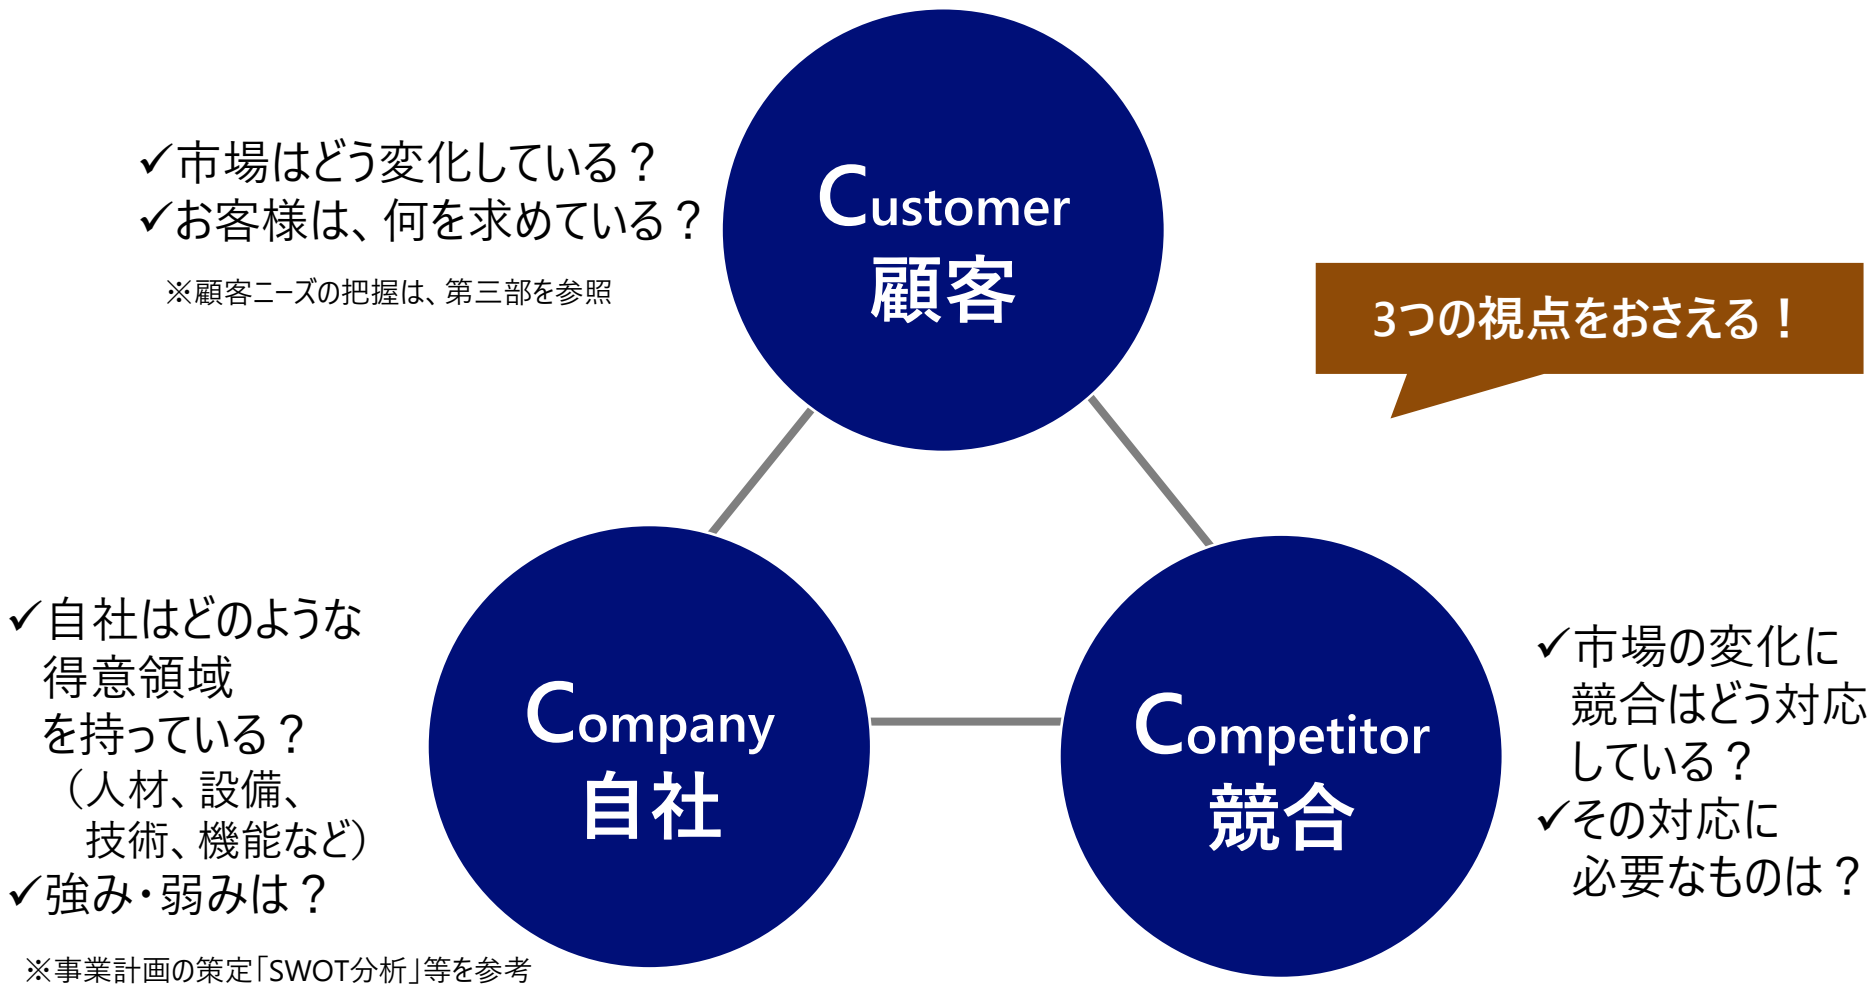 ✓市場はどう変化している？
✓お客様は、何を求めている？
※顧客ニーズの把握は、第三部を参照
Customer
顧客
3つの視点をおさえる！
✓自社はどのような
得意領域
を持っている？
（人材、設備、
技術、機能など）
✓強み・弱みは？
※事業計画の策定「SWOT分析」等を参考
Company
自社
Competitor
競合
✓市場の変化に
競合はどう対応
している？
✓その対応に
必要なものは？